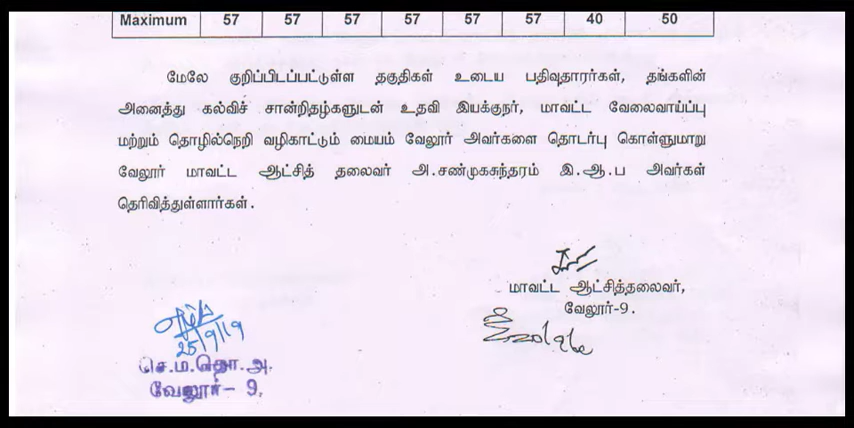 Maximum 57 57 57 57 57 57 40 50
மேலே குறிப்பிடப்பட்டுள்ள தகுதிகள் உடைய பதிவுதாரர்கள், தங்களின்
அனைத்து கல்விச் சான்றிதழ்களுடன் உதவி இயக்குநர், மாவட்ட வேலைவாய்ப்பு
மற்றும் தொழில்நெறி வழிகாட்டும் மையம் வேலூர் அவர்களை தொடர்பு கொள்ளுமாறு
வேலூர் மாவட்ட ஆட்சித் தலைவர் அ.சண்முகசுந்தரம் இ.ஆ.ப அவர்கள்
தெரிவித்துள்ளார்கள்.
மாவட்ட ஆட்சித்தலைவர்,
வேலூர்-9.
25/9/19
செ.ம.தொ.அ.
வேலூர் - 9.